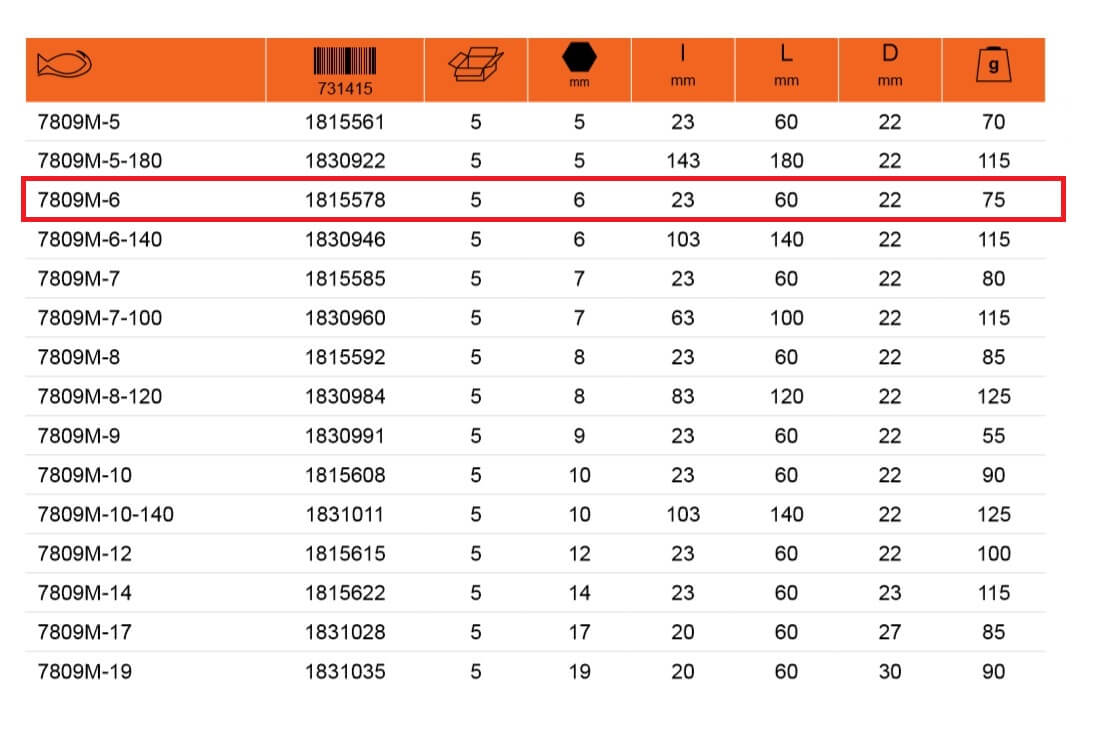 731415 mm l mm L mm D mm g
7809M-5 1815561 5 5 23 60 22 70
7809M-5-180 1830922 5 5 143 180 22 115
7809M-6 1815578 5 6 23 60 22 75
7809M-6-140 1830946 5 6 103 140 22 115
7809M-7 1815585 5 7 23 60 22 80
7809M-7-100 1830960 5 7 63 100 22 115
7809M-8 1815592 5 8 23 60 22 85
7809M-8-120 1830984 5 8 83 120 22 125
7809M-9 1830991 5 9 23 60 22 55
7809M-10 1815608 5 10 23 60 22 90
7809M-10-140 1831011 5 10 103 140 22 125
7809M-12 1815615 5 12 23 60 22 100
7809M-14 1815622 5 14 23 60 23 115
7809M-17 1831028 5 17 20 60 27 85
7809M-19 1831035 5 19 20 60 30 90